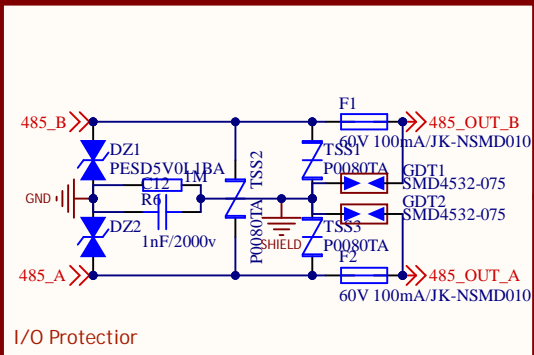 F1
485_B
485_OUT_B
60V 100mA/JK-NSMD010
DZ1
TSS1
PESD5V0L1BA
P0080TA
TSS2
GDT1
1M
C12
SMD4532-075
GND
R6
GDT2
SMD4532-075
P0080TA
DZ2
TSS3
1nF/2000v
SHIELD
P0080TA
F2
485_A
485_OUT_A
60V 100mA/JK-NSMD010
I/O Protectior